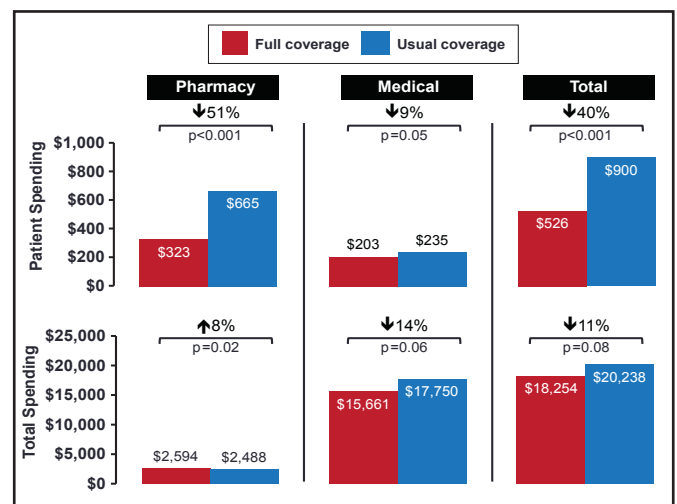 Full coverage Usual coverage
Pharmacy Medical Total
↓51% ↓9% ↓40%
p<0.001 p=0.05 p<0.001
Patient Spending
$1,000
$800
$600
$400
$200
$0
$323 $665
$203 $235
$526 $900
↑8% ↓14% ↓11%
p=0.02 p=0.06 p=0.08
Total Spending
$25,000
$20,000
$15,000
$10,000
$5,000
$0
$2,594 $2,488
$15,661 $17,750
$18,254 $20,238